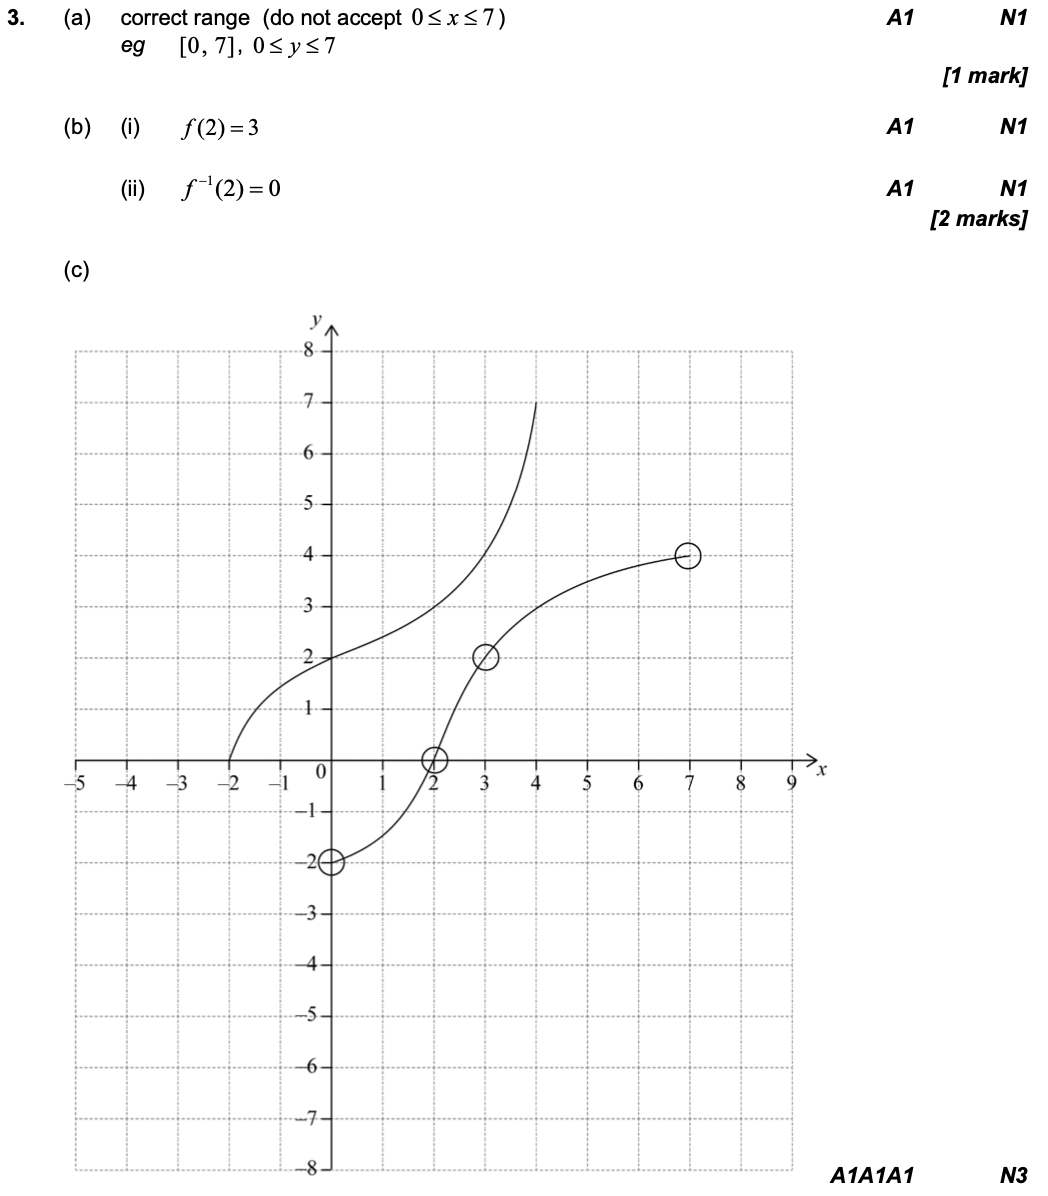 3. (a) correct range (do not accept 0 ≤ x ≤ 7) A1 N1
eg [0, 7], 0 ≤ y ≤ 7
[1 mark]
(b) (i) f(2) = 3 A1 N1
(ii) f⁻¹(2) = 0 A1 N1
[2 marks]
(c)
y
8
7
6
5
4
3
2
1
0
–5 –4 –3 –2 –1 1 2 3 4 5 6 7 8 9 x
–1
–2
–3
–4
–5
–6
–7
–8
A1A1A1 N3